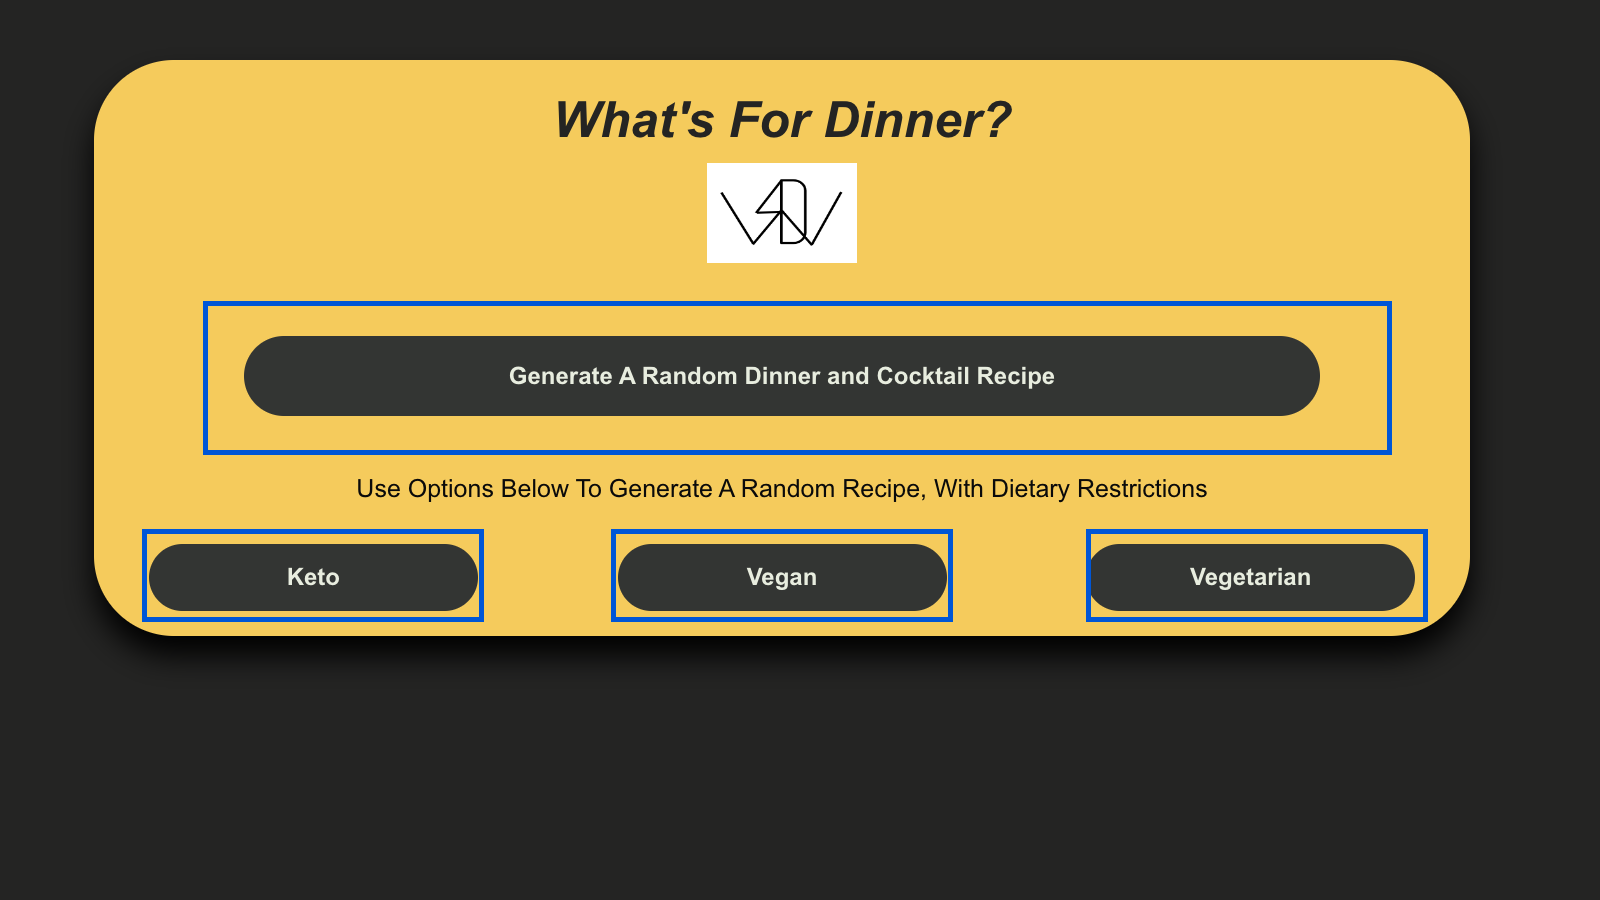 What's For Dinner?
Generate A Random Dinner and Cocktail Recipe
Use Options Below To Generate A Random Recipe, With Dietary Restrictions
Keto
Vegan
Vegetarian